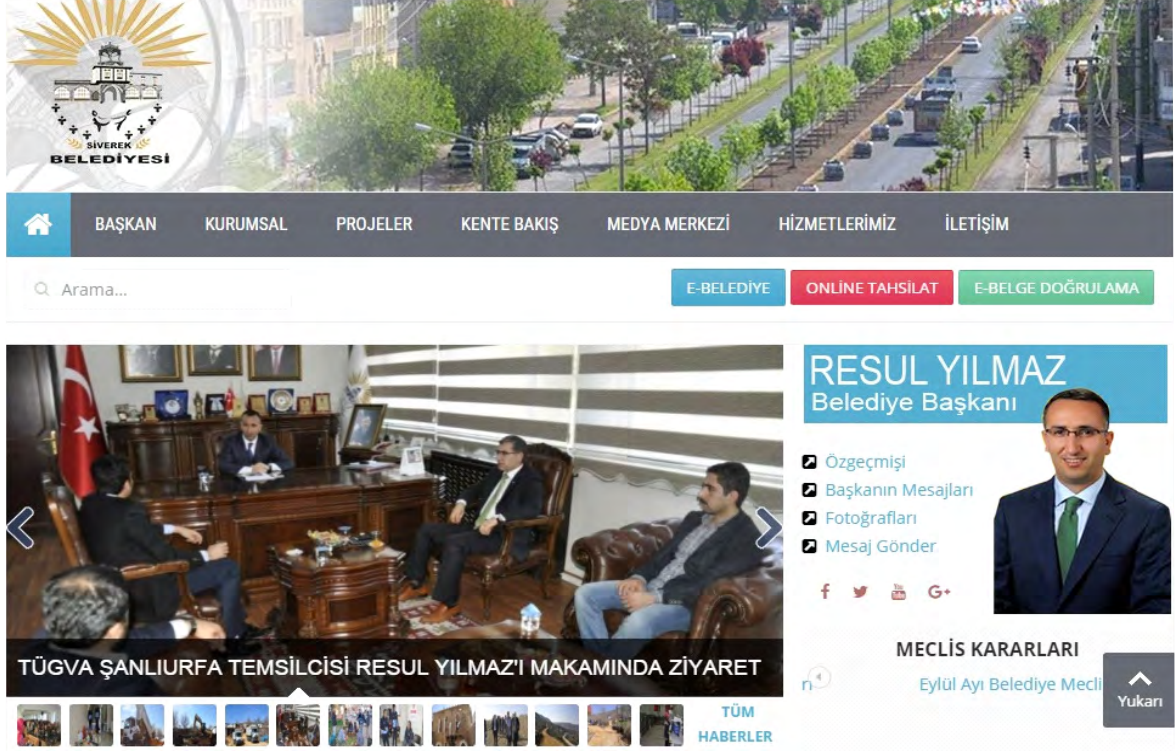 SİVEREK
BELEDİYESİ
BAŞKAN KURUMSAL PROJELER KENTE BAKIŞ MEDYA MERKEZİ HİZMETLERİMİZ İLETİŞİM
Arama...
E-BELEDİYE ONLİNE TAHSİLAT E-BELGE DOĞRULAMA
RESUL YILMAZ
Belediye Başkanı
Özgeçmişi
Başkanın Mesajları
Fotoğrafları
Mesaj Gönder
TÜGVA ŞANLIURFA TEMSİLCİSİ RESUL YILMAZ'I MAKAMINDA ZİYARET
TÜM
HABERLER
MECLİS KARARLARI
Eylül Ayı Belediye Mecli
Yukarı